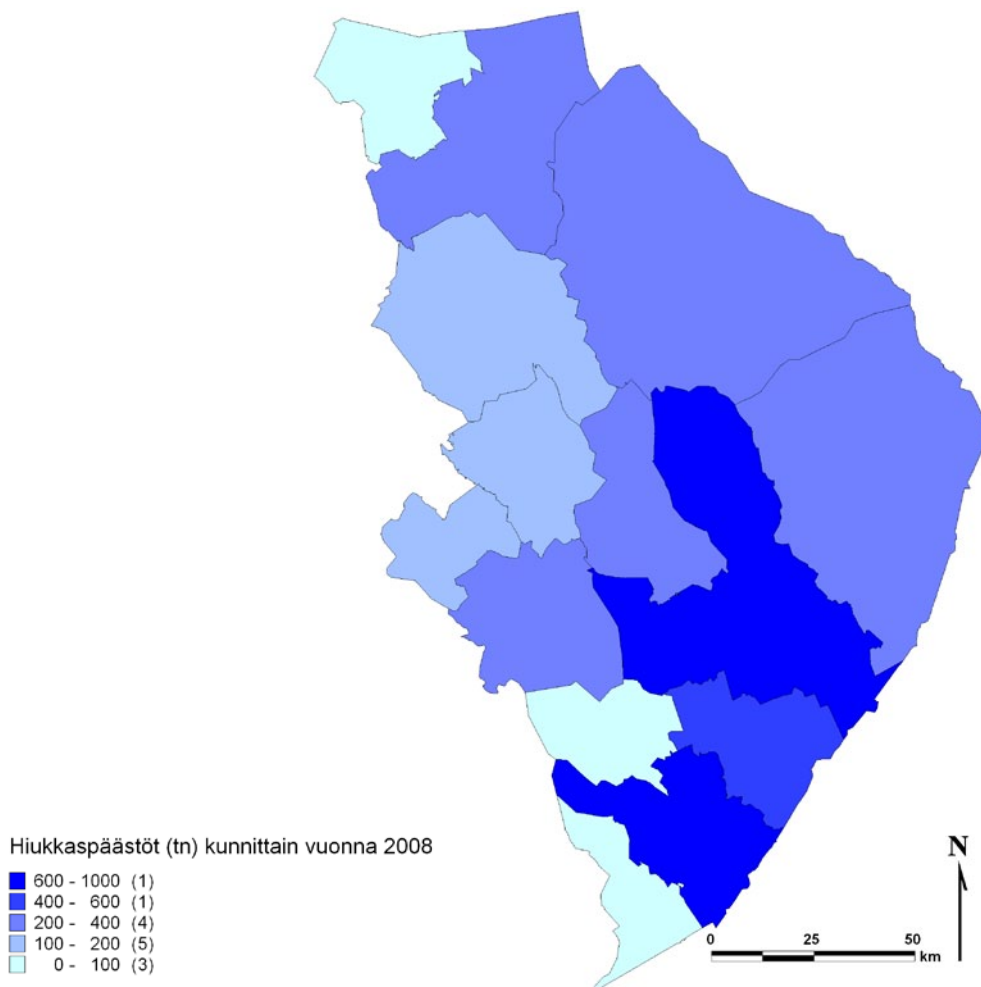 Hiukkaspäästöt (tn) kunnittain vuonna 2008
600 - 1000 (1)
400 - 600 (1)
200 - 400 (4)
100 - 200 (5)
0 - 100 (3)
N
0 25 50
km